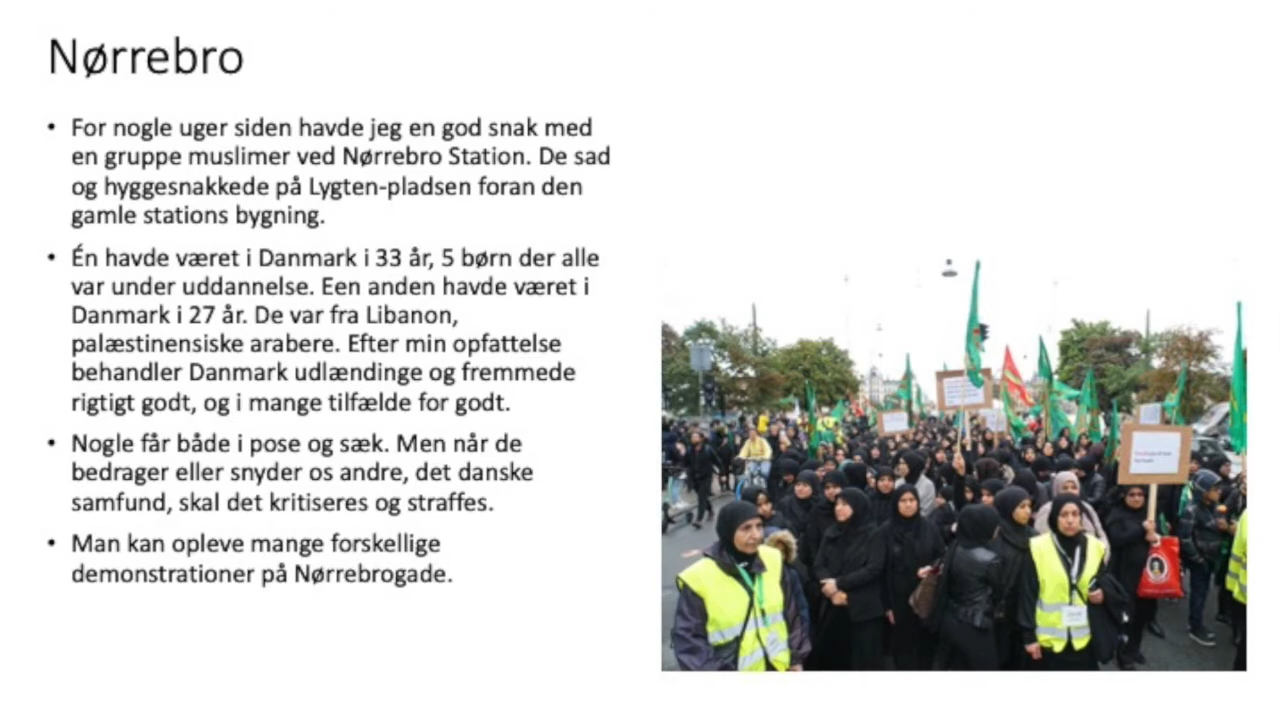 Nørrebro
• For nogle uger siden havde jeg en god snak med
en gruppe muslimer ved Nørrebro Station. De sad
og hyggesnakkede på Lygten-pladsen foran den
gamle stations bygning.
• Én havde været i Danmark i 33 år, 5 børn der alle
var under uddannelse. Een anden havde været i
Danmark i 27 år. De var fra Libanon,
palæstinensiske arabere. Efter min opfattelse
behandler Danmark udlændinge og fremmede
rigtigt godt, og i mange tilfælde for godt.
• Nogle får både i pose og sæk. Men når de
bedrager eller snyder os andre, det danske
samfund, skal det kritiseres og straffes.
• Man kan opleve mange forskellige
demonstrationer på Nørrebrogade.